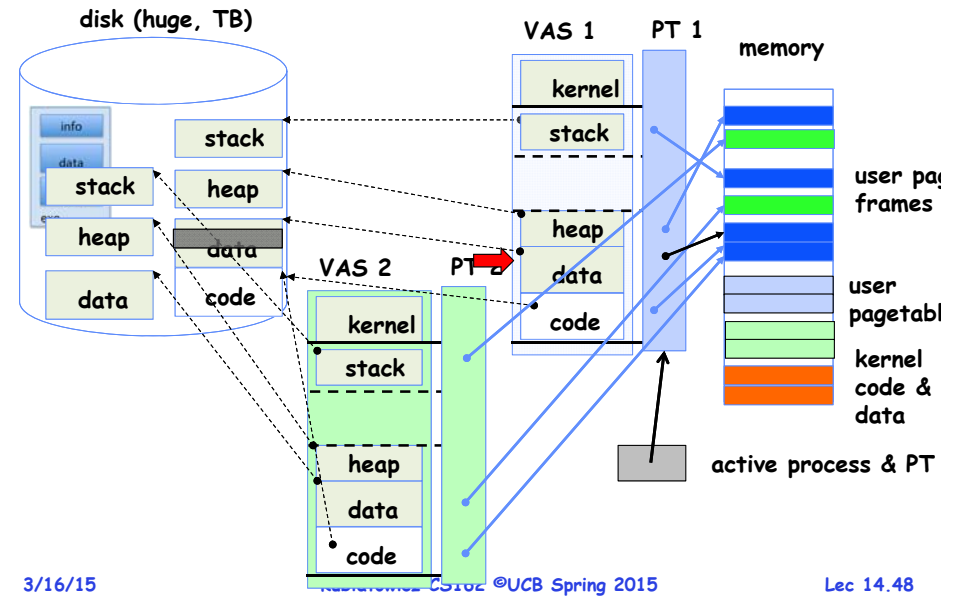 disk (huge, TB)
VAS 1
PT 1
memory
info
data
stack
heap
data
stack
heap
data
code
kernel
stack
heap
data
code
VAS 2
PT 2
kernel
stack
heap
data
code
user pag
frames
user
pagetabl
kernel
code &
data
active process & PT
3/16/15
CS162 ©UCB Spring 2015
Lec 14.48